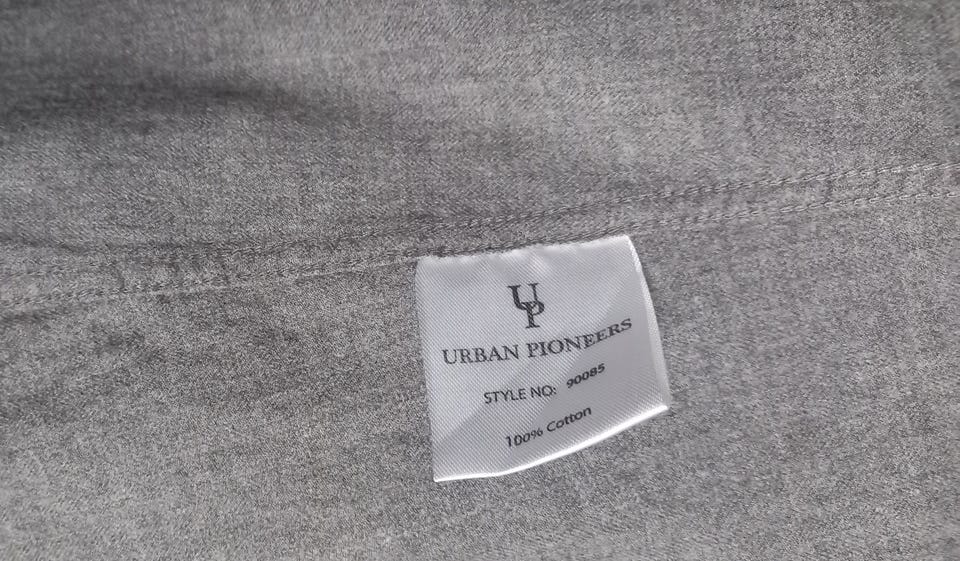 UP
URBAN PIONEERS
STYLE NO: 90085
100% Cotton